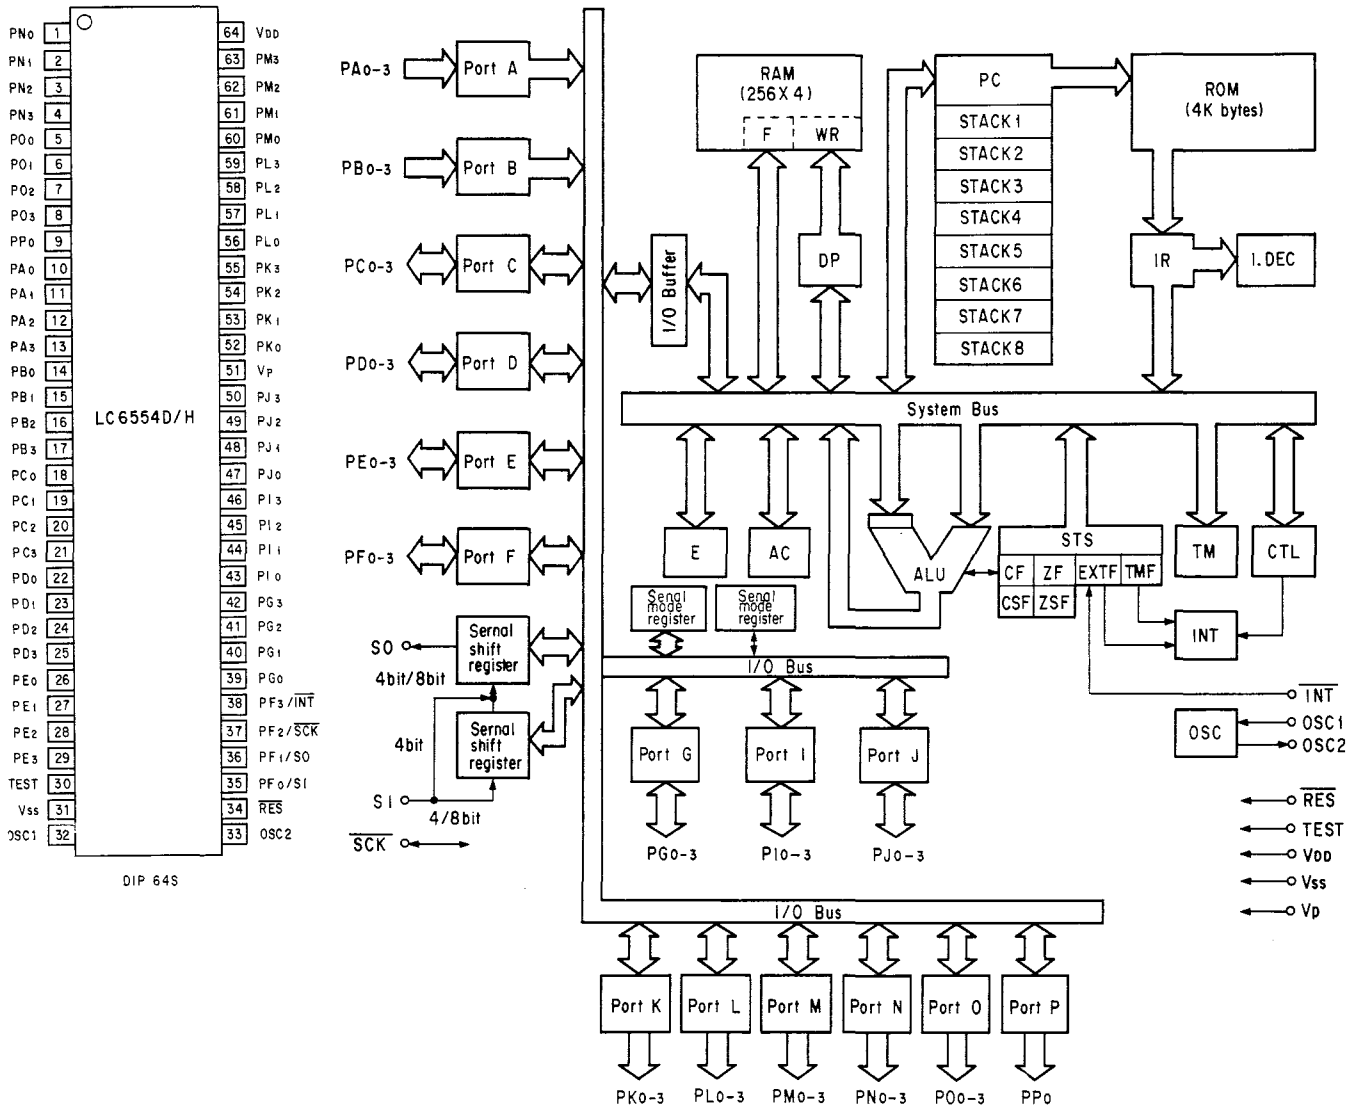 PN0 1
PN1 2
PN2 3
PN3 4
PO0 5
PO1 6
PO2 7
PO3 8
PP0 9
PA0 10
PA1 11
PA2 12
PA3 13
PB0 14
PB1 15
PB2 16
PB3 17
PC0 18
PC1 19
PC2 20
PC3 21
PD0 22
PD1 23
PD2 24
PD3 25
PE0 26
PE1 27
PE2 28
PE3 29
TEST 30
Vss 31
OSC1 32
LC6554D/H
64 VDD
63 PM3
62 PM2
61 PM1
60 PM0
59 PL3
58 PL2
57 PL1
56 PL0
55 PK3
54 PK2
53 PK1
52 PK0
51 Vp
50 PJ3
49 PJ2
48 PJ1
47 PJ0
46 PI3
45 PI2
44 PI1
43 PI0
42 PG3
41 PG2
40 PG1
39 PG0
38 PF3/INT
37 PF2/SCK
36 PF1/SO
35 PF0/SI
34 RES
33 OSC2
DIP 64S
PA0-3 Port A
PB0-3 Port B
PC0-3 Port C
PD0-3 Port D
PE0-3 Port E
PF0-3 Port F
SO
Sernal
shift
register
4bit/8bit
4bit
Sernal
shift
register
SI
4/8bit
SCK
I/O Buffer
RAM
(256X4)
F WR
DP
PC
STACK1
STACK2
STACK3
STACK4
STACK5
STACK6
STACK7
STACK8
ROM
(4K bytes)
IR
I.DEC
System Bus
E
AC
ALU
STS
CF ZF EXTF TMF
CSF ZSF
TM
CTL
INT
Senal
mode
register
Senal
mode
register
I/O Bus
Port G
Port I
Port J
PG0-3
PI0-3
PJ0-3
OSC
INT
OSC1
OSC2
RES
TEST
VDD
Vss
Vp
I/O Bus
Port K
Port L
Port M
Port N
Port O
Port P
PK0-3
PL0-3
PM0-3
PN0-3
PO0-3
PP0